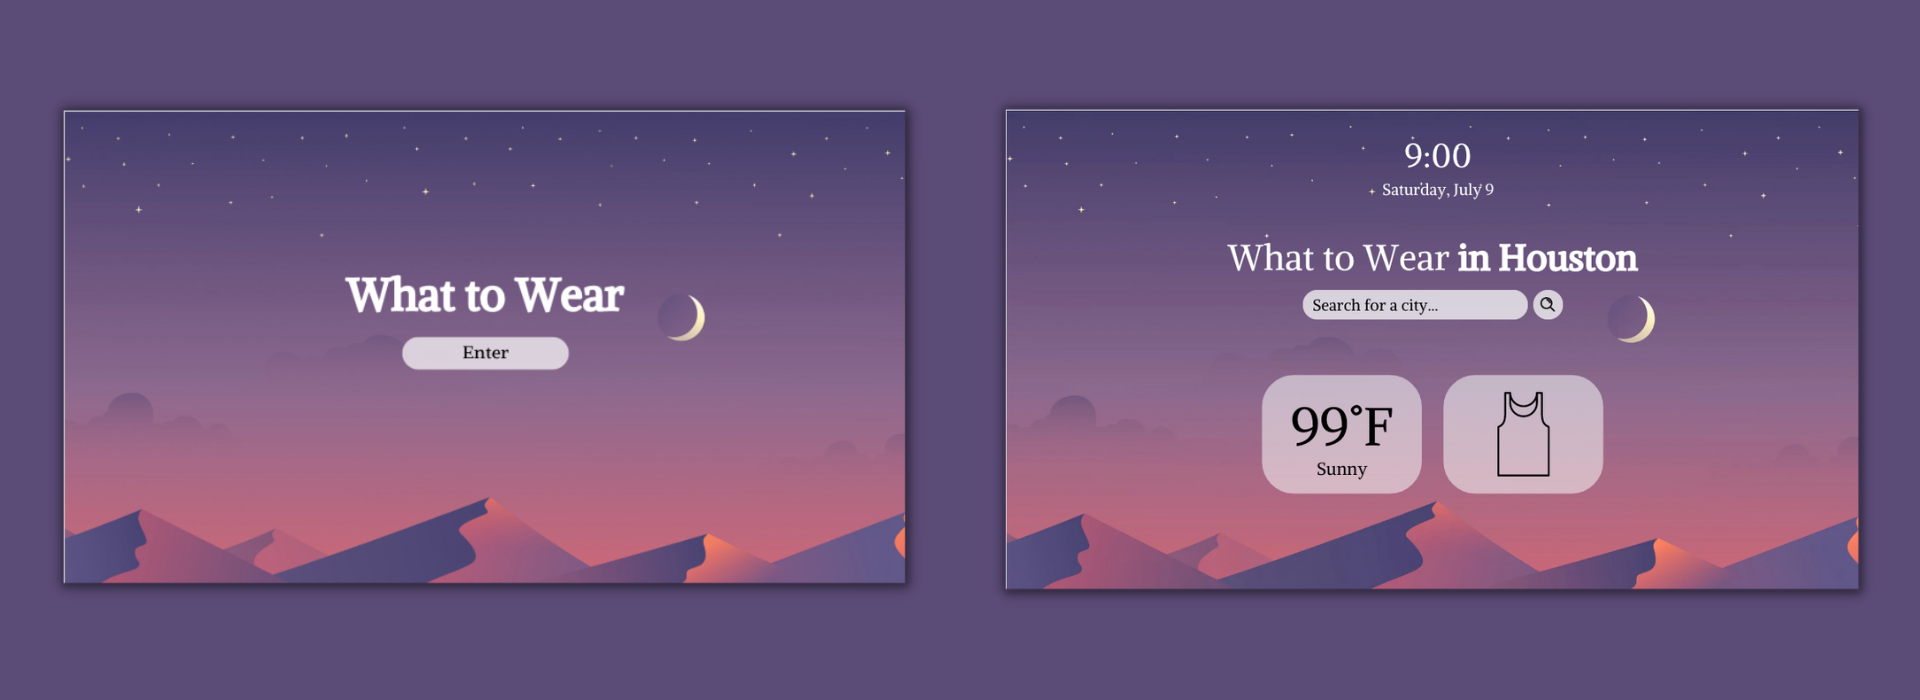 What to Wear
Enter
9:00
Saturday, July 9
What to Wear in Houston
Search for a city...
99°F
Sunny